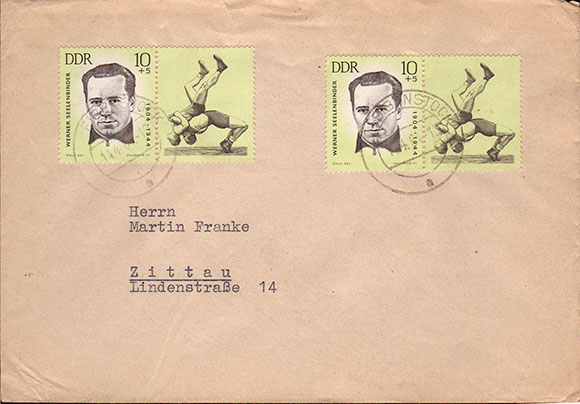 DDR 10
+5
WERNER SEELENBINDER
1904-1944
DDR 10
+5
WERNER SEELENBINDER
1904-1944
Herrn
Martin Franke
Zittau
Lindenstraße 14